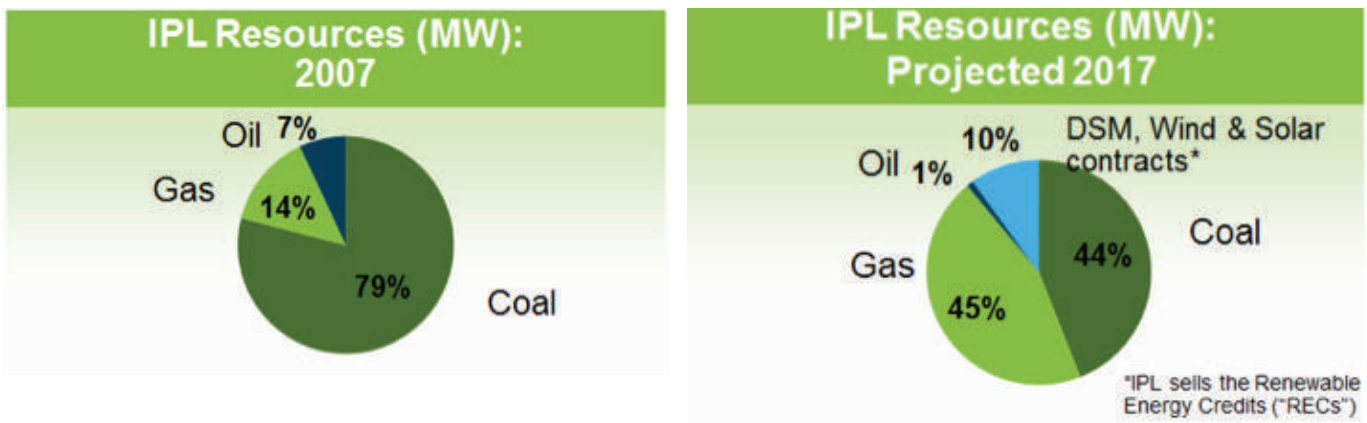 IPL Resources (MW):
2007
Oil 7%
Gas
14%
79%
Coal
IPL Resources (MW):
Projected 2017
10%
DSM, Wind & Solar
contracts*
Oil 1%
Coal
44%
Gas
45%
*IPL sells the Renewable
Energy Credits ("RECs")